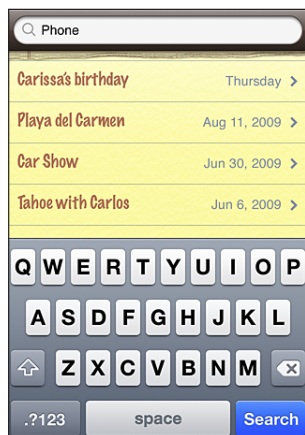 Phone
Carissa's birthday Thursday
Playa del Carmen Aug 11, 2009
Car Show Jun 30, 2009
Tahoe with Carlos Jun 6, 2009
Q W E R T Y U I O P
A S D F G H J K L
Z X C V B N M
.?123 space Search